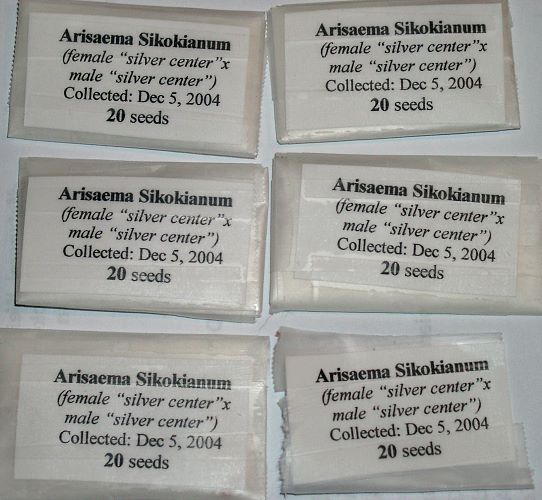 Arisaema Sikokianum
(female “silver center”x
male “silver center”)
Collected: Dec 5, 2004
20 seeds
Arisaema Sikokianum
(female “silver center”x
male “silver center”)
Collected: Dec 5, 2004
20 seeds
Arisaema Sikokianum
(female “silver center”x
male “silver center”)
Collected: Dec 5, 2004
20 seeds
Arisaema Sikokianum
(female “silver center”x
male “silver center”)
Collected: Dec 5, 2004
20 seeds
Arisaema Sikokianum
(female “silver center”x
male “silver center”)
Collected: Dec 5, 2004
20 seeds
Arisaema Sikokianum
(female “silver center”x
male “silver center”)
Collected: Dec 5, 2004
20 seeds